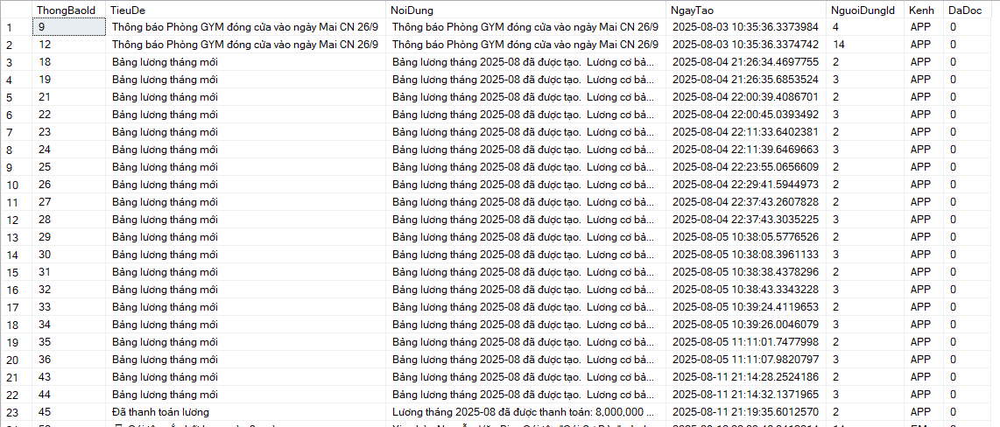 ThongBaoId TieuDe NoiDung NgayTao NguoiDungId Kenh DaDoc
1 9 Thông báo Phòng GYM đóng cửa vào ngày Mai CN 26/9 Thông báo Phòng GYM đóng cửa vào ngày Mai CN 26/9 2025-08-03 10:35:36.3373984 4 APP 0
2 12 Thông báo Phòng GYM đóng cửa vào ngày Mai CN 26/9 Thông báo Phòng GYM đóng cửa vào ngày Mai CN 26/9 2025-08-03 10:35:36.3374742 14 APP 0
3 18 Bảng lương tháng mới Bảng lương tháng 2025-08 đã được tạo. Lương cơ bả... 2025-08-04 21:26:34.4697755 2 APP 0
4 19 Bảng lương tháng mới Bảng lương tháng 2025-08 đã được tạo. Lương cơ bả... 2025-08-04 21:26:35.6853524 3 APP 0
5 21 Bảng lương tháng mới Bảng lương tháng 2025-08 đã được tạo. Lương cơ bả... 2025-08-04 22:00:39.4086701 2 APP 0
6 22 Bảng lương tháng mới Bảng lương tháng 2025-08 đã được tạo. Lương cơ bả... 2025-08-04 22:00:45.0393492 3 APP 0
7 23 Bảng lương tháng mới Bảng lương tháng 2025-08 đã được tạo. Lương cơ bả... 2025-08-04 22:11:33.6402381 2 APP 0
8 24 Bảng lương tháng mới Bảng lương tháng 2025-08 đã được tạo. Lương cơ bả... 2025-08-04 22:11:39.6469663 3 APP 0
9 25 Bảng lương tháng mới Bảng lương tháng 2025-08 đã được tạo. Lương cơ bả... 2025-08-04 22:23:55.0656609 2 APP 0
10 26 Bảng lương tháng mới Bảng lương tháng 2025-08 đã được tạo. Lương cơ bả... 2025-08-04 22:29:41.5944973 2 APP 0
11 27 Bảng lương tháng mới Bảng lương tháng 2025-08 đã được tạo. Lương cơ bả... 2025-08-04 22:37:43.2607828 2 APP 0
12 28 Bảng lương tháng mới Bảng lương tháng 2025-08 đã được tạo. Lương cơ bả... 2025-08-04 22:37:43.3035225 3 APP 0
13 29 Bảng lương tháng mới Bảng lương tháng 2025-08 đã được tạo. Lương cơ bả... 2025-08-05 10:38:05.5776526 2 APP 0
14 30 Bảng lương tháng mới Bảng lương tháng 2025-08 đã được tạo. Lương cơ bả... 2025-08-05 10:38:08.3961133 3 APP 0
15 31 Bảng lương tháng mới Bảng lương tháng 2025-08 đã được tạo. Lương cơ bả... 2025-08-05 10:38:38.4378296 2 APP 0
16 32 Bảng lương tháng mới Bảng lương tháng 2025-08 đã được tạo. Lương cơ bả... 2025-08-05 10:38:43.3343228 3 APP 0
17 33 Bảng lương tháng mới Bảng lương tháng 2025-08 đã được tạo. Lương cơ bả... 2025-08-05 10:39:24.4119653 2 APP 0
18 34 Bảng lương tháng mới Bảng lương tháng 2025-08 đã được tạo. Lương cơ bả... 2025-08-05 10:39:26.0046079 3 APP 0
19 35 Bảng lương tháng mới Bảng lương tháng 2025-08 đã được tạo. Lương cơ bả... 2025-08-05 11:11:01.7477998 2 APP 0
20 36 Bảng lương tháng mới Bảng lương tháng 2025-08 đã được tạo. Lương cơ bả... 2025-08-05 11:11:07.9820797 3 APP 0
21 43 Bảng lương tháng mới Bảng lương tháng 2025-08 đã được tạo. Lương cơ bả... 2025-08-11 21:14:28.2524186 2 APP 0
22 44 Bảng lương tháng mới Bảng lương tháng 2025-08 đã được tạo. Lương cơ bả... 2025-08-11 21:14:32.1371965 3 APP 0
23 45 Đã thanh toán lương Lương tháng 2025-08 đã được thanh toán: 8,000,000 ... 2025-08-11 21:19:35.6012570 2 APP 0